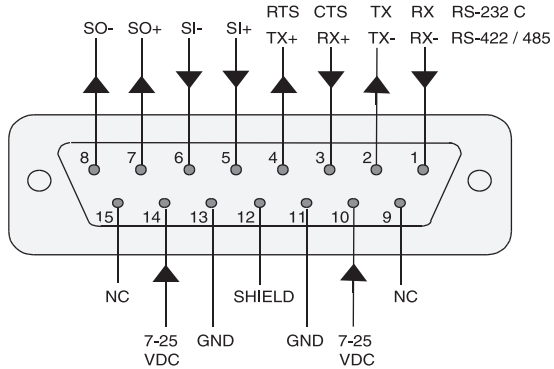 RTS CTS TX RX RS-232 C
SO- SO+ SI- SI+ TX+ RX+ TX- RX- RS-422 / 485
8 7 6 5 4 3 2 1
15 14 13 12 11 10 9
NC SHIELD NC
7-25 GND GND 7-25
VDC VDC